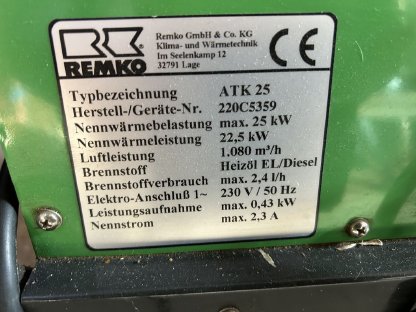 REMKO
Remko GmbH & Co. KG
Klima- und Wärmetechnik
Im Seelenkamp 12
32791 Lage
CE
Typbezeichnung ATK 25
Herstell-/Geräte-Nr. 220C5359
Nennwärmebelastung max. 25 kW
Nennwärmeleistung 22,5 kW
Luftleistung 1.080 m³/h
Brennstoff Heizöl EL/Diesel
Brennstoffverbrauch max. 2,4 l/h
Elektro-Anschluß 1~ 230 V / 50 Hz
Leistungsaufnahme max. 0,43 kW
Nennstrom max. 2,3 A